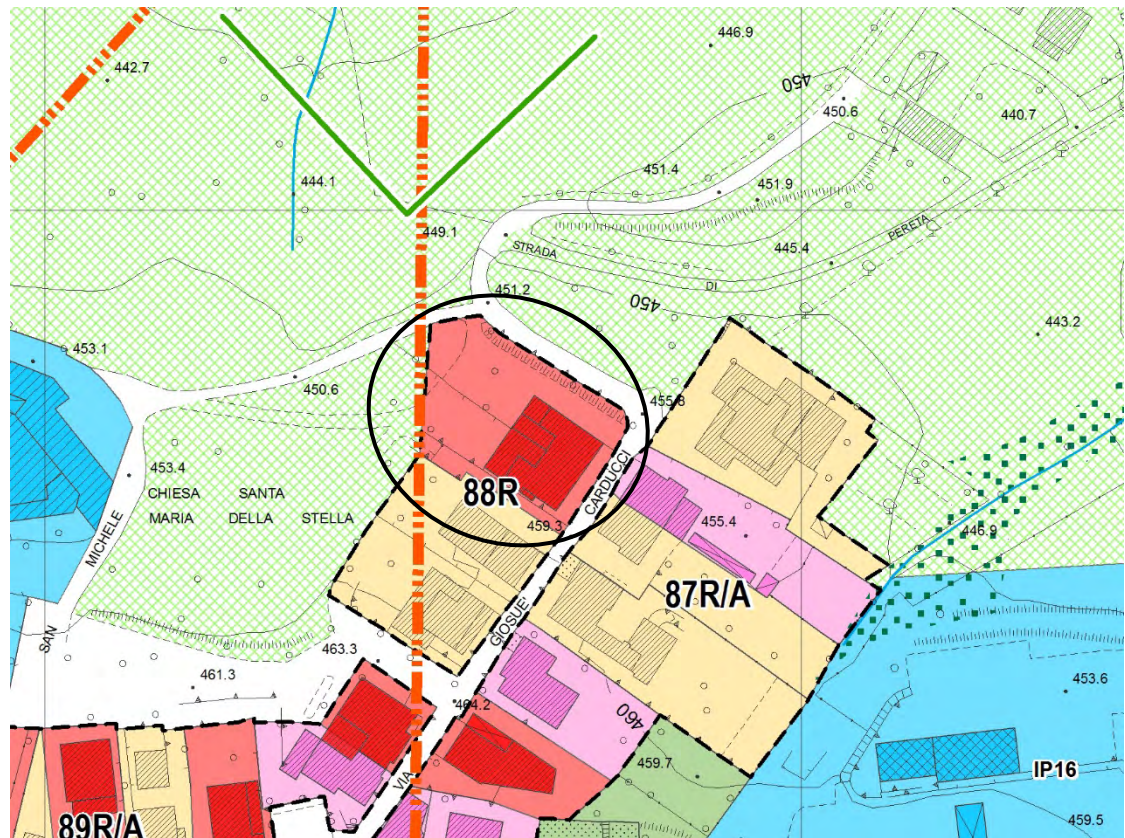 446.9
442.7
450
450.6
440.7
451.4
451.9
444.1
449.1
STRADA
DI
PERETA
445.4
450
451.2
443.2
453.1
450.6
455.8
453.4
CHIESA SANTA
MARIA DELLA STELLA
SAN MICHELE
88R
459.3
VIA GIOSUE' CARDUCCI
455.4
446.9
87R/A
463.3
461.3
464.2
460
459.7
453.6
IP16
459.5
89R/A